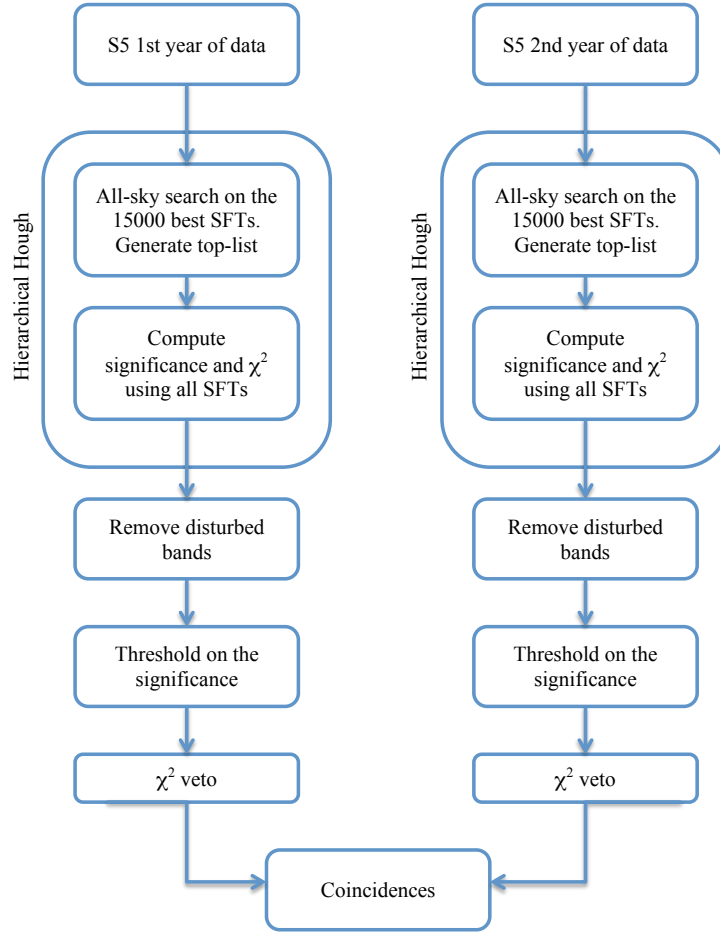 S5 1st year of data
Hierarchical Hough
All-sky search on the
15000 best SFTs.
Generate top-list
Compute
significance and χ²
using all SFTs
Remove disturbed
bands
Threshold on the
significance
χ² veto
S5 2nd year of data
Hierarchical Hough
All-sky search on the
15000 best SFTs.
Generate top-list
Compute
significance and χ²
using all SFTs
Remove disturbed
bands
Threshold on the
significance
χ² veto
Coincidences